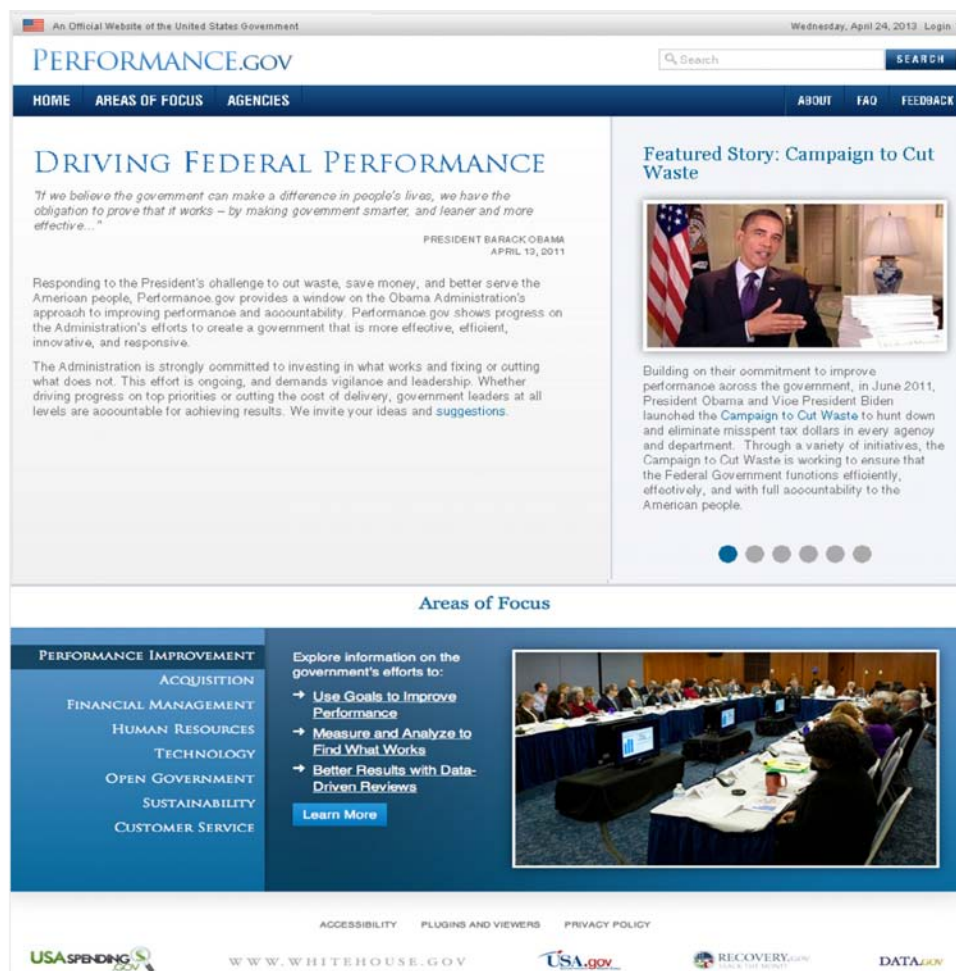 An Official Website of the United States Government
Wednesday, April 24, 2013 Login
PERFORMANCE.GOV
Search
SEARCH
HOME AREAS OF FOCUS AGENCIES
ABOUT FAQ FEEDBACK
DRIVING FEDERAL PERFORMANCE
"If we believe the government can make a difference in people's lives, we have the
obligation to prove that it works – by making government smarter, and leaner and more
effective..."
PRESIDENT BARACK OBAMA
APRIL 13, 2011
Responding to the President's challenge to cut waste, save money, and better serve the
American people, Performance.gov provides a window on the Obama Administration's
approach to improving performance and accountability. Performance.gov shows progress on
the Administration's efforts to create a government that is more effective, efficient,
innovative, and responsive.
The Administration is strongly committed to investing in what works and fixing or cutting
what does not. This effort is ongoing, and demands vigilance and leadership. Whether
driving progress on top priorities or cutting the cost of delivery, government leaders at all
levels are accountable for achieving results. We invite your ideas and suggestions.
Featured Story: Campaign to Cut
Waste
Building on their commitment to improve
performance across the government, in June 2011,
President Obama and Vice President Biden
launched the Campaign to Cut Waste to hunt down
and eliminate misspent tax dollars in every agency
and department. Through a variety of initiatives, the
Campaign to Cut Waste is working to ensure that
the Federal Government functions efficiently,
effectively, and with full accountability to the
American people.
Areas of Focus
PERFORMANCE IMPROVEMENT
ACQUISITION
FINANCIAL MANAGEMENT
HUMAN RESOURCES
TECHNOLOGY
OPEN GOVERNMENT
SUSTAINABILITY
CUSTOMER SERVICE
Explore information on the
government's efforts to:
→ Use Goals to Improve
Performance
→ Measure and Analyze to
Find What Works
→ Better Results with Data-
Driven Reviews
Learn More
ACCESSIBILITY PLUGINS AND VIEWERS PRIVACY POLICY
USASPENDING.GOV
WWW.WHITEHOUSE.GOV
USA.gov
RECOVERY.GOV
TRACK THE MONEY
DATA.GOV